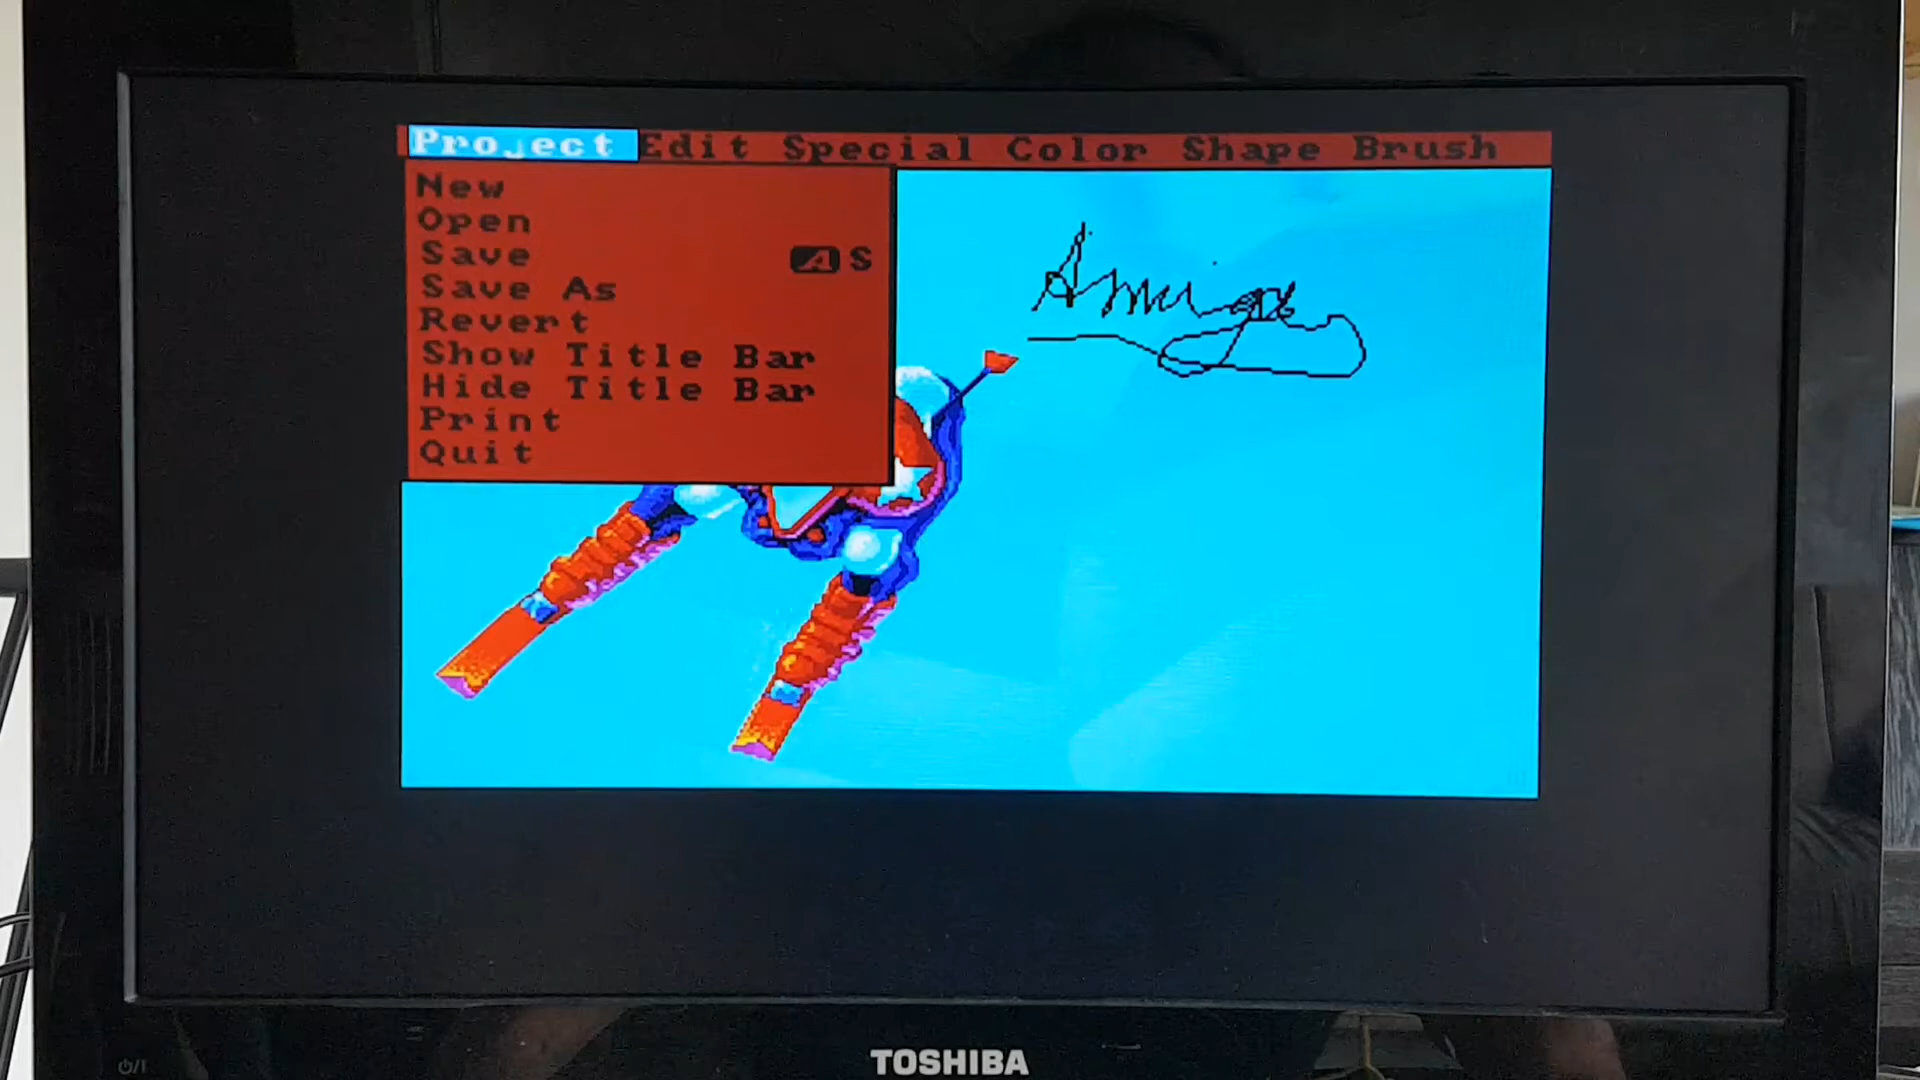 Project Edit Special Color Shape Brush
New
Open
Save A S
Save As
Revert
Show Title Bar
Hide Title Bar
Print
Quit
TOSHIBA